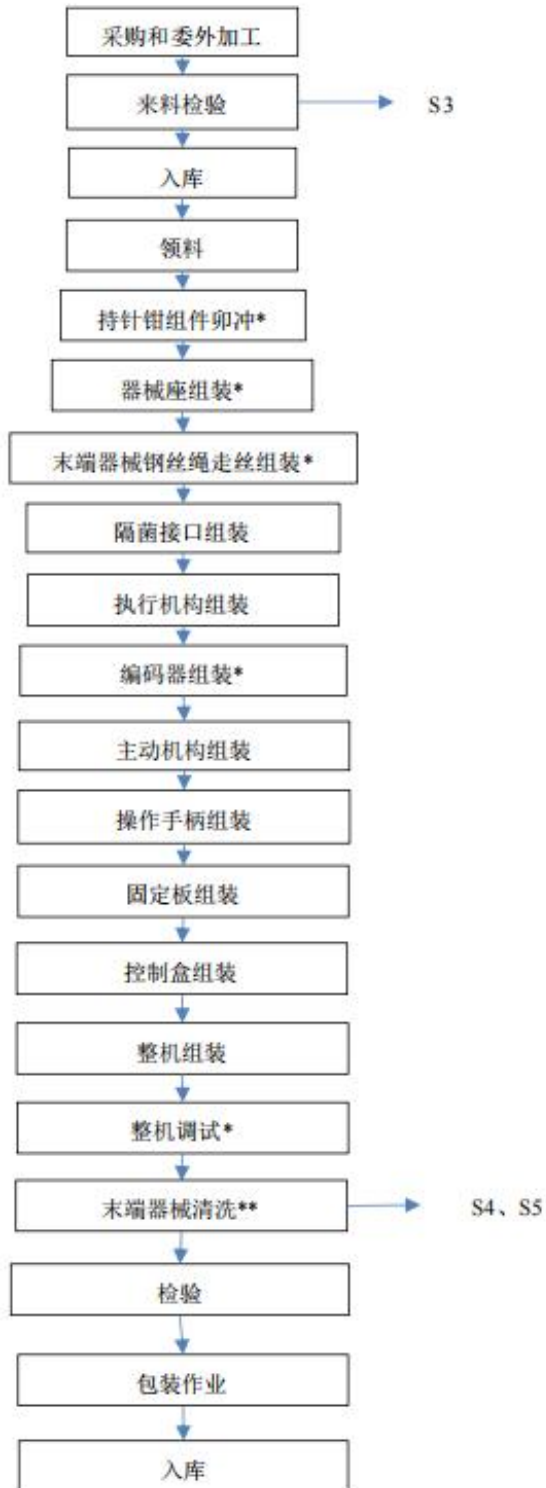 采购和委外加工
来料检验
S3
入库
领料
持针钳组件卯冲*
器械座组装*
末端器械钢丝绳走丝组装*
隔菌接口组装
执行机构组装
编码器组装*
主动机构组装
操作手柄组装
固定板组装
控制盒组装
整机组装
整机调试*
末端器械清洗**
S4、S5
检验
包装作业
入库